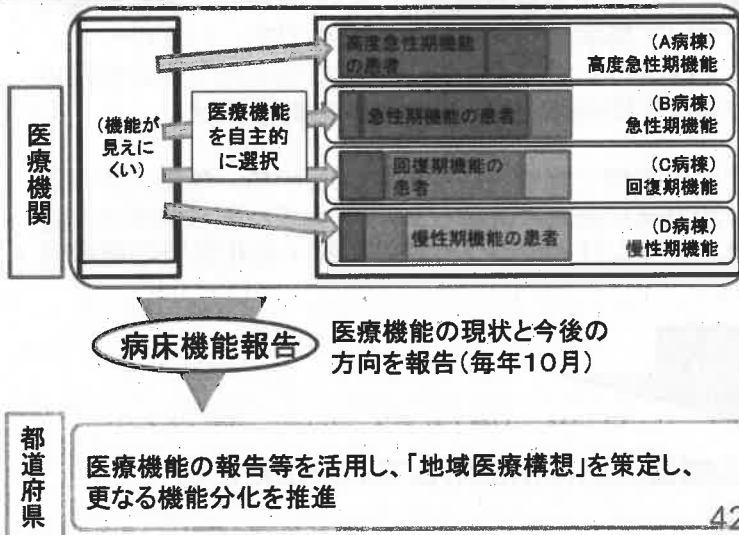 医療機関
(機能が
見えに
くい)
医療機能
を自主的
に選択
高度急性期機能
の患者
(A病棟)
高度急性期機能
急性期機能の患者
(B病棟)
急性期機能
回復期機能の
患者
(C病棟)
回復期機能
慢性期機能の患者
(D病棟)
慢性期機能
病床機能報告
医療機能の現状と今後の
方向を報告(毎年10月)
都道府県
医療機能の報告等を活用し、「地域医療構想」を策定し、
更なる機能分化を推進
42